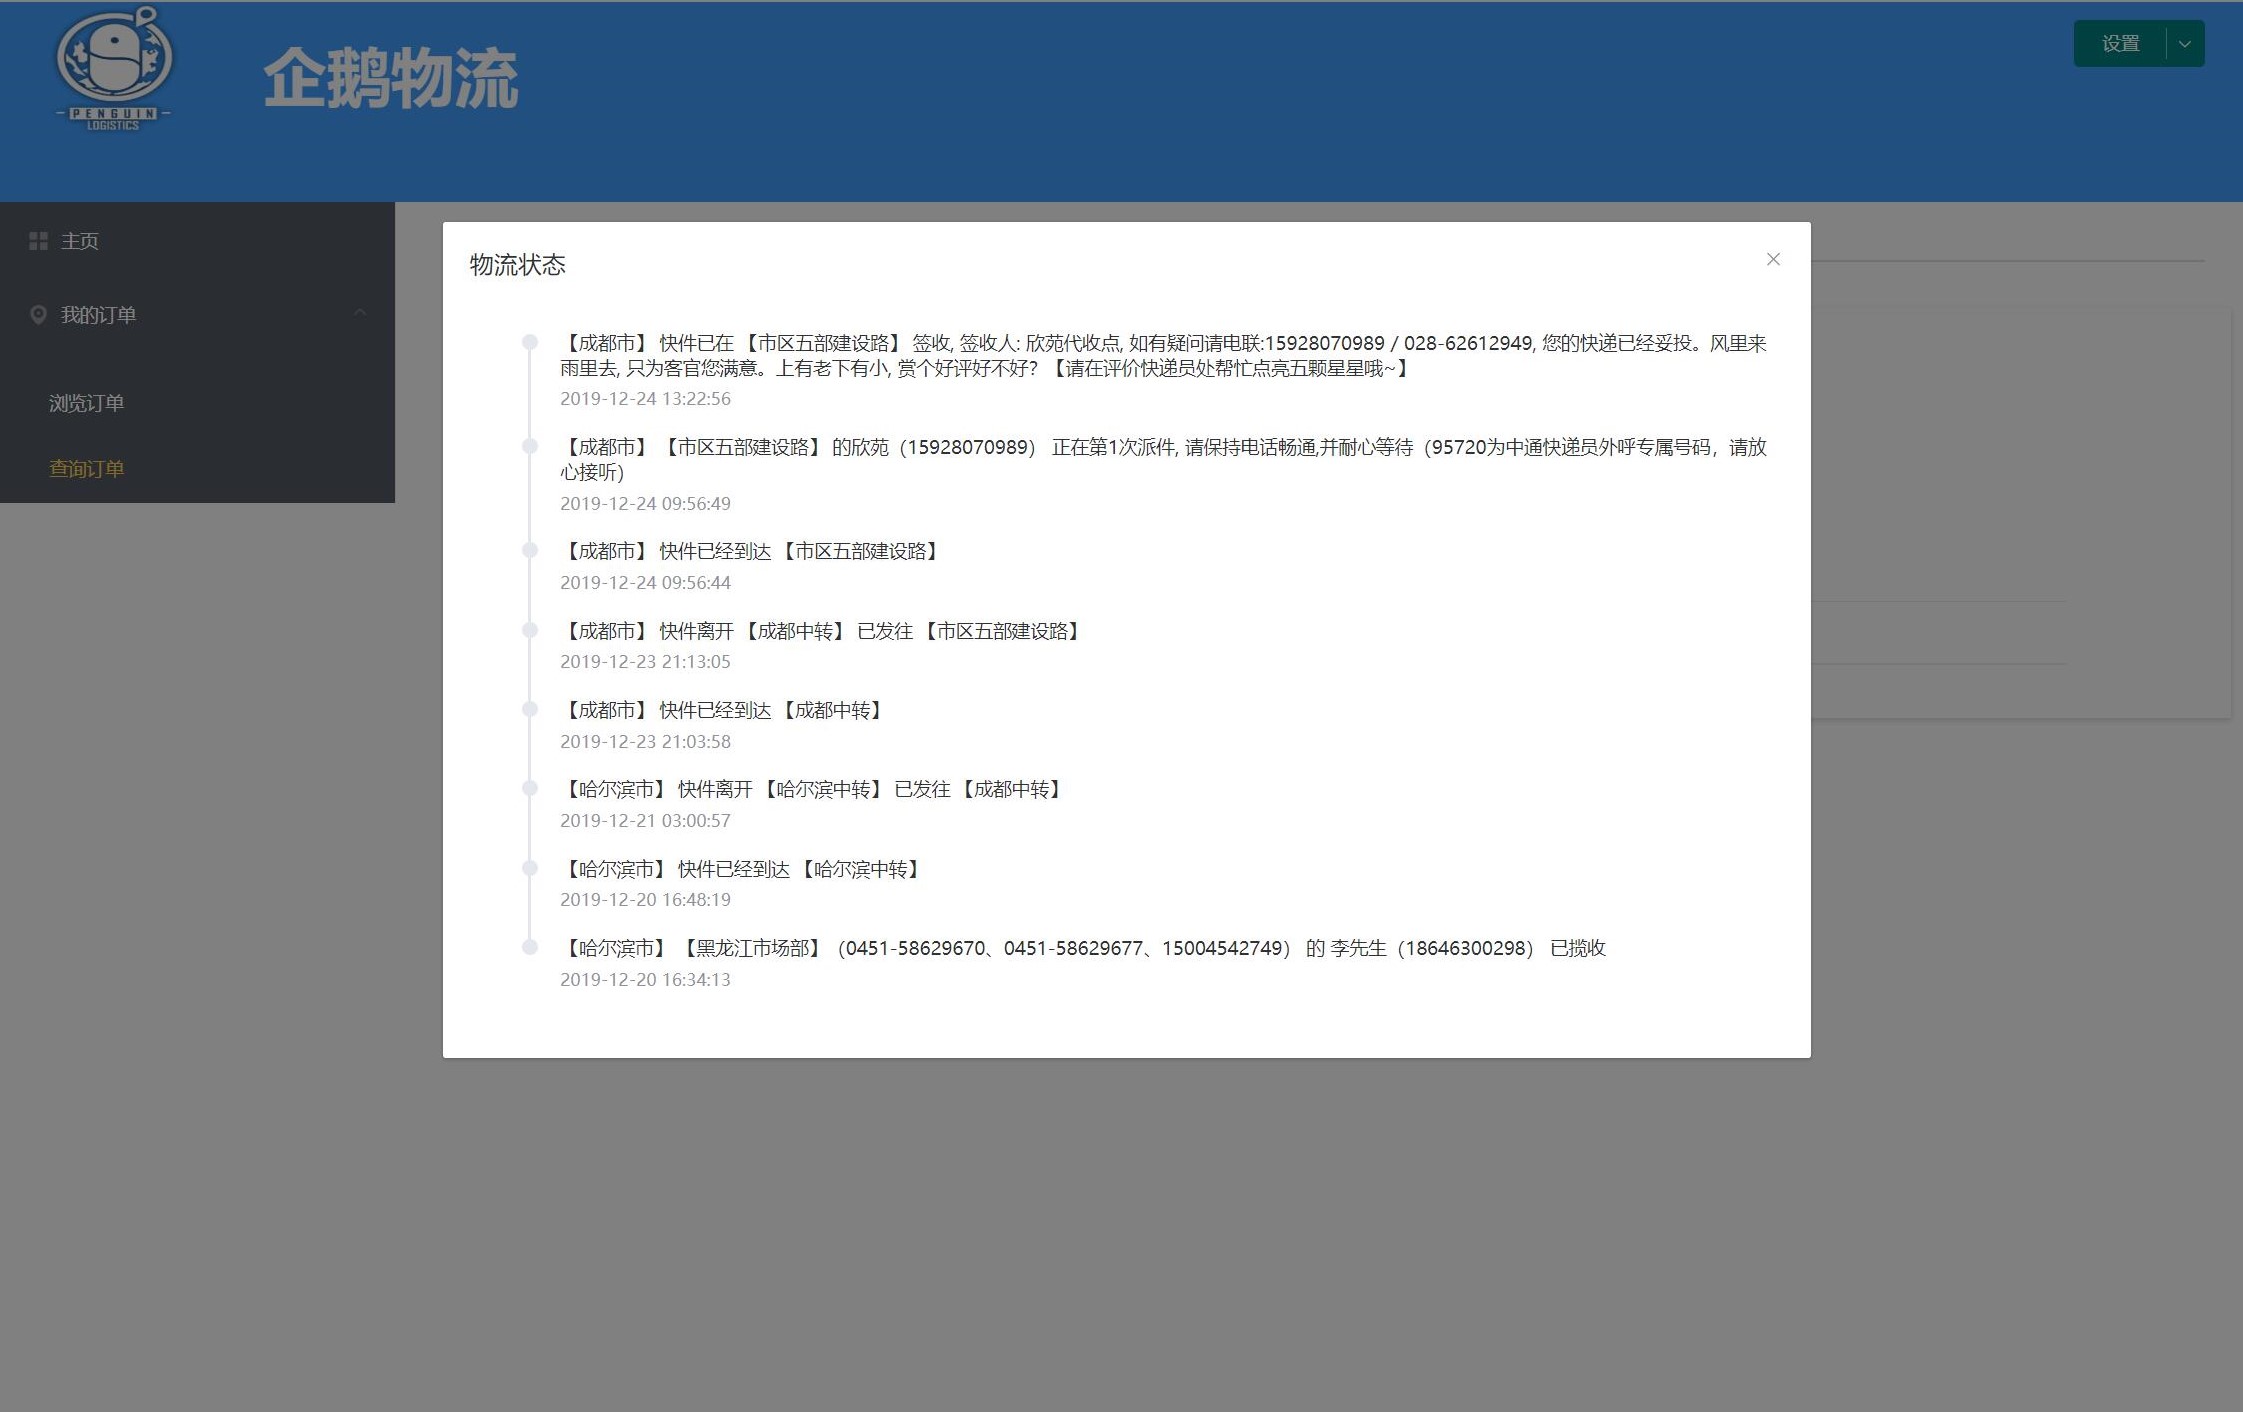 PENGUIN
LOGISTICS
企鹅物流
设置
主页
我的订单
浏览订单
查询订单
物流状态
【成都市】 快件已在 【市区五部建设路】 签收, 签收人: 欣苑代收点, 如有疑问请电联:15928070989 / 028-62612949, 您的快递已经妥投。风里来
雨里去, 只为客官您满意。上有老下有小, 赏个好评好不好？【请在评价快递员处帮忙点亮五颗星星哦~】
2019-12-24 13:22:56
【成都市】 【市区五部建设路】 的欣苑（15928070989） 正在第1次派件, 请保持电话畅通,并耐心等待（95720为中通快递员外呼专属号码，请放
心接听)
2019-12-24 09:56:49
【成都市】 快件已经到达 【市区五部建设路】
2019-12-24 09:56:44
【成都市】 快件离开 【成都中转】 已发往 【市区五部建设路】
2019-12-23 21:13:05
【成都市】 快件已经到达 【成都中转】
2019-12-23 21:03:58
【哈尔滨市】 快件离开 【哈尔滨中转】 已发往 【成都中转】
2019-12-21 03:00:57
【哈尔滨市】 快件已经到达 【哈尔滨中转】
2019-12-20 16:48:19
【哈尔滨市】 【黑龙江市场部】（0451-58629670、0451-58629677、15004542749） 的 李先生（18646300298） 已揽收
2019-12-20 16:34:13